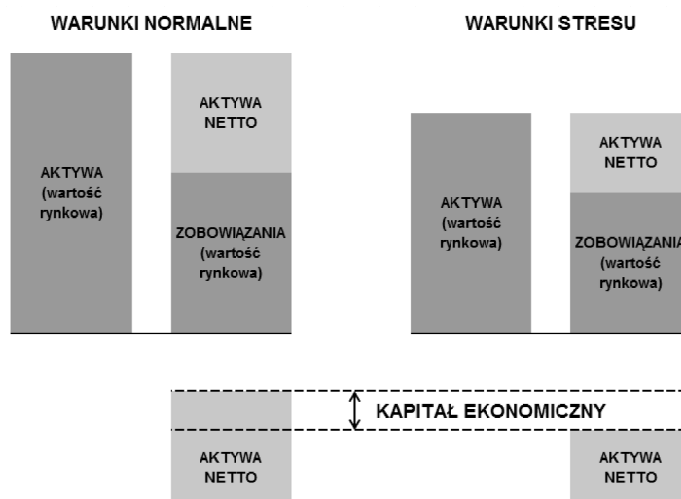 WARUNKI NORMALNE
WARUNKI STRESU
AKTYWA
(wartość
rynkowa)
AKTYWA
NETTO
ZOBOWIĄZANIA
(wartość
rynkowa)
AKTYWA
(wartość
rynkowa)
AKTYWA
NETTO
ZOBOWIĄZANIA
(wartość
rynkowa)
KAPITAŁ EKONOMICZNY
AKTYWA
NETTO
AKTYWA
NETTO